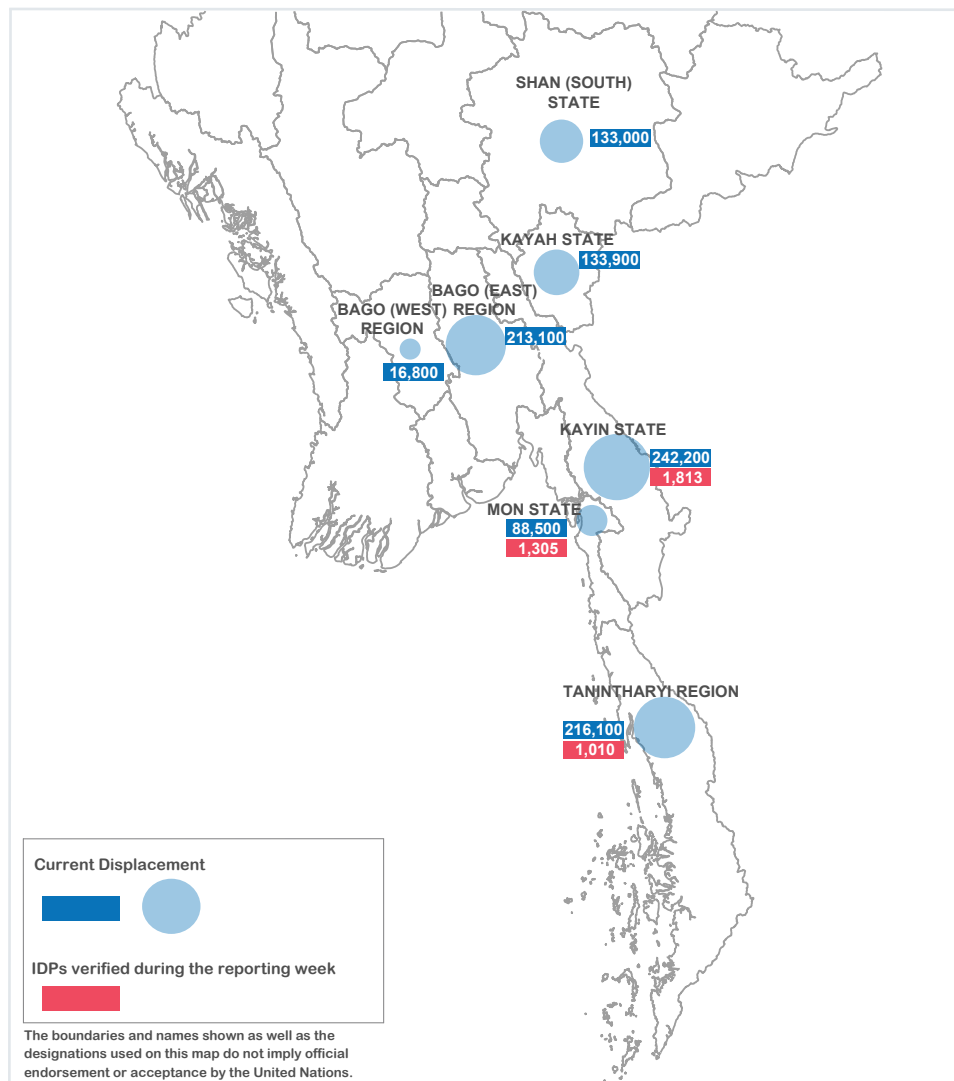 SHAN (SOUTH)
STATE
133,000
KAYAH STATE
133,900
BAGO (EAST)
REGION
213,100
BAGO (WEST)
REGION
16,800
KAYIN STATE
242,200
1,813
MON STATE
88,500
1,305
TANINTHARYI REGION
216,100
1,010
Current Displacement
IDPs verified during the reporting week
The boundaries and names shown as well as the
designations used on this map do not imply official
endorsement or acceptance by the United Nations.